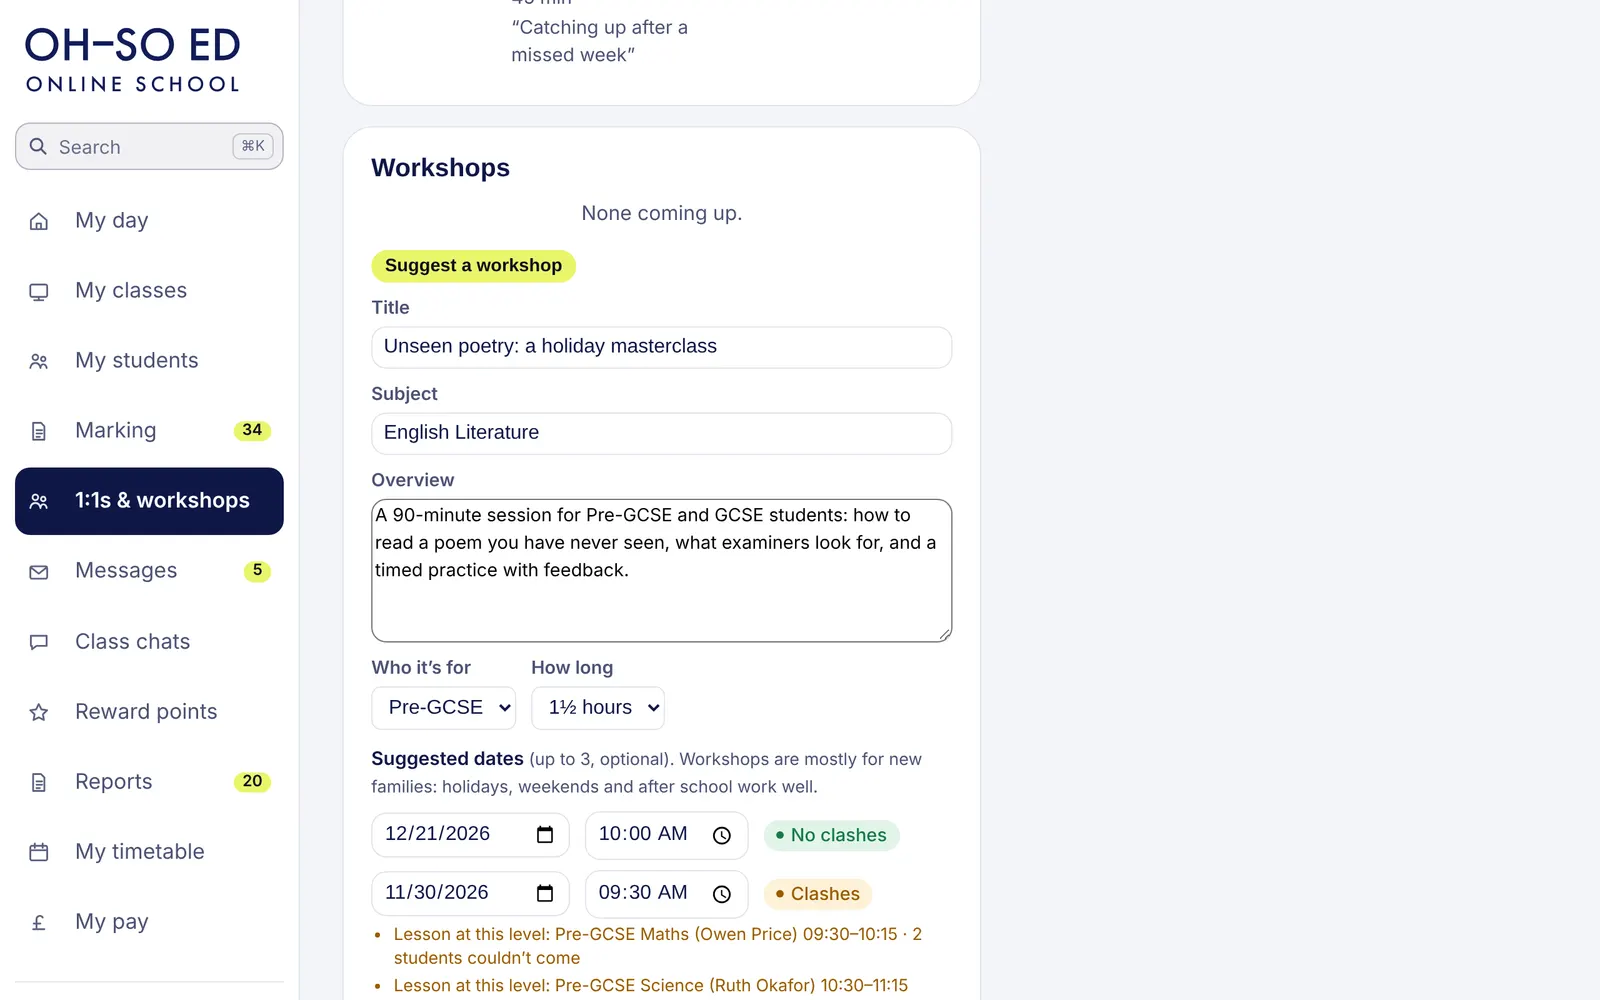 OH–SO ED
ONLINE SCHOOL
Search
⌘K
My day
My classes
My students
Marking
34
1:1s & workshops
Messages
5
Class chats
Reward points
Reports
20
My timetable
£
My pay
“Catching up after a
missed week”
Workshops
None coming up.
Suggest a workshop
Title
Unseen poetry: a holiday masterclass
Subject
English Literature
Overview
A 90-minute session for Pre-GCSE and GCSE students: how to
read a poem you have never seen, what examiners look for, and a
timed practice with feedback.
Who it’s for
How long
Pre-GCSE
1½ hours
Suggested dates (up to 3, optional). Workshops are mostly for new
families: holidays, weekends and after school work well.
12/21/2026
10:00 AM
• No clashes
11/30/2026
09:30 AM
• Clashes
• Lesson at this level: Pre-GCSE Maths (Owen Price) 09:30–10:15 · 2
students couldn’t come
• Lesson at this level: Pre-GCSE Science (Ruth Okafor) 10:30–11:15